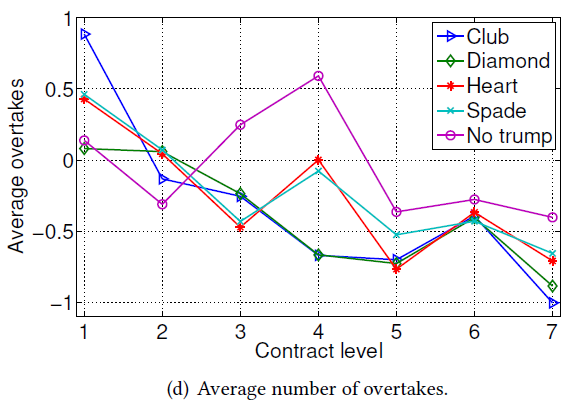 1
0.5
0
−0.5
−1
Average overtakes
Club
Diamond
Heart
Spade
No trump
1 2 3 4 5 6 7
Contract level
(d) Average number of overtakes.